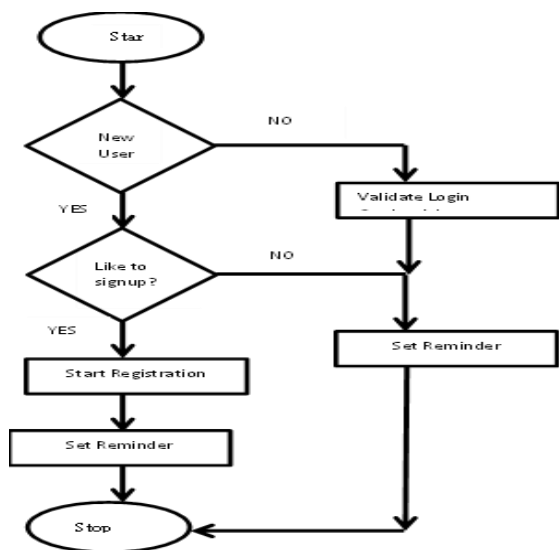 Star
New
User
NO
Validate Login
YES
Like to
signup?
NO
YES
Set Reminder
Start Registration
Set Reminder
Stop